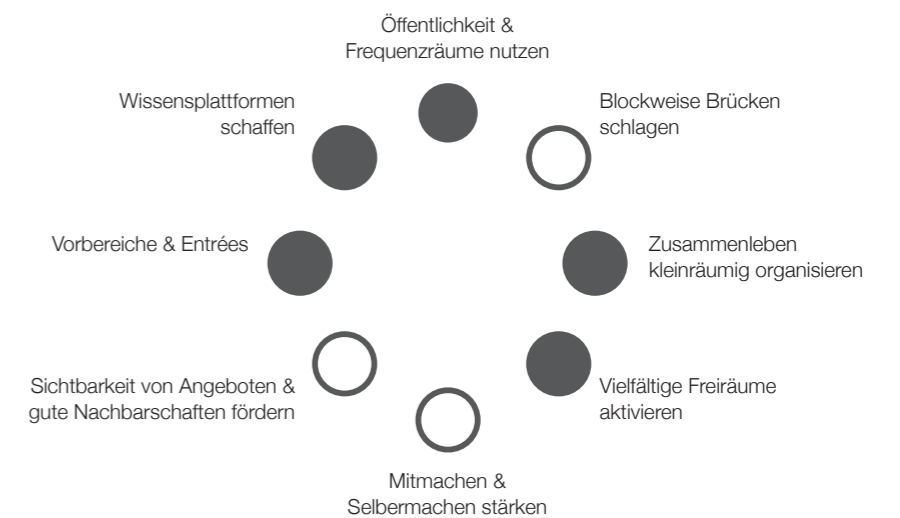 Öffentlichkeit &
Frequenzräume nutzen
Wissensplattformen
schaffen
Blockweise Brücken
schlagen
Vorbereiche & Entrées
Zusammenleben
kleinräumig organisieren
Sichtbarkeit von Angeboten &
gute Nachbarschaften fördern
Vielfältige Freiräume
aktivieren
Mitmachen &
Selbermachen stärken